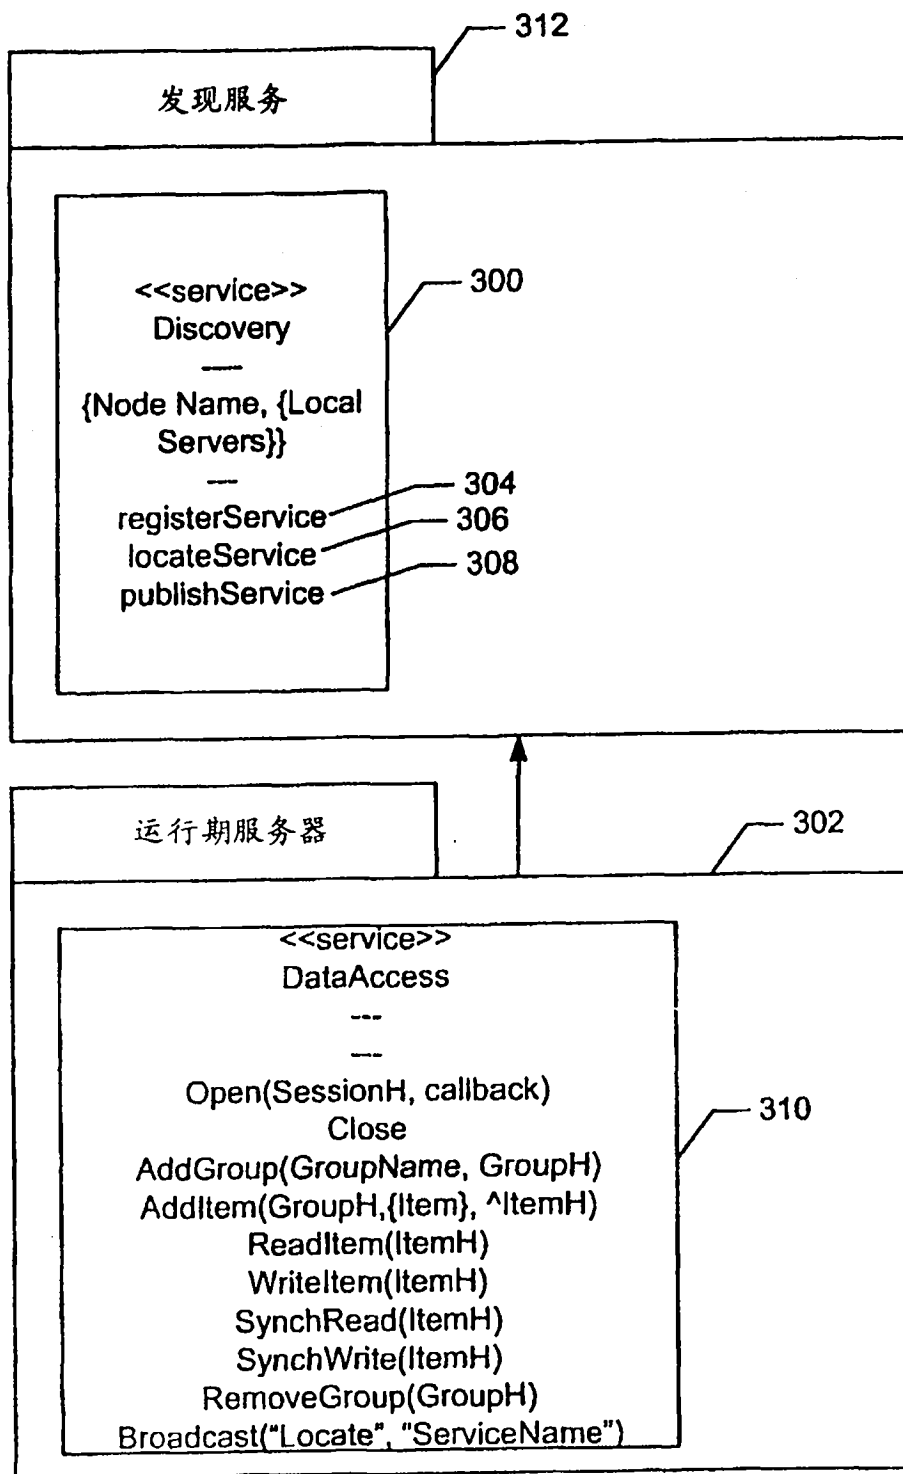 312
发现服务
<<service>>
300
Discovery
----
{Node Name, {Local
Servers}}
---
304
registerService
306
locateService
308
publishService
运行期服务器
302
<<service>>
DataAccess
---
---
Open(SessionH, callback)
310
Close
AddGroup(GroupName, GroupH)
AddItem(GroupH,{Item}, ^ItemH)
ReadItem(ItemH)
WriteItem(ItemH)
SynchRead(ItemH)
SynchWrite(ItemH)
RemoveGroup(GroupH)
Broadcast("Locate", "ServiceName")